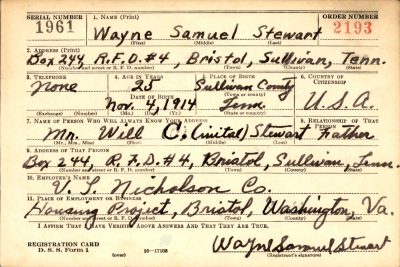 SERIAL NUMBER 1. NAME (Print) ORDER NUMBER
1961 Wayne Samuel Stewart 2193
(First) (Middle) (Last)
3. ADDRESS (Print)
Box 244, R.F.D.#4, Bristol, Sullivan, Tenn.
(Number and street or R. F. D. number) (Town) (County) (State)
3. TELEPHONE 4. AGE IN YEARS 5. PLACE OF BIRTH 6. COUNTRY OF CITIZENSHIP
None 25 Sullivan County
DATE OF BIRTH (Town or county)
Nov. 4, 1914 Tenn U.S.A.
(Exchange) (Number) (Mo.) (Day) (Yr.) (State or country)
7. NAME OF PERSON WHO WILL ALWAYS KNOW YOUR ADDRESS 8. RELATIONSHIP OF THAT PERSON
Mr. Will C. (initial) Stewart Father
(Mr., Mrs., Miss) (First) (Middle) (Last)
9. ADDRESS OF THAT PERSON
Box 244, R.F.D.#4, Bristol, Sullivan, Tenn.
(Number and street or R. F. D. number) (Town) (County) (State)
10. EMPLOYER'S NAME
V. L. Nicholson Co.
11. PLACE OF EMPLOYMENT OR BUSINESS
Housing Project, Bristol, Washington, Va.
(Number and street or R. F. D. number) (Town) (County) (State)
I AFFIRM THAT I HAVE VERIFIED ABOVE ANSWERS AND THAT THEY ARE TRUE.
REGISTRATION CARD Wayne Samuel Stewart
D. S. S. Form 1 (over) 16—17105 (Registrant's signature)